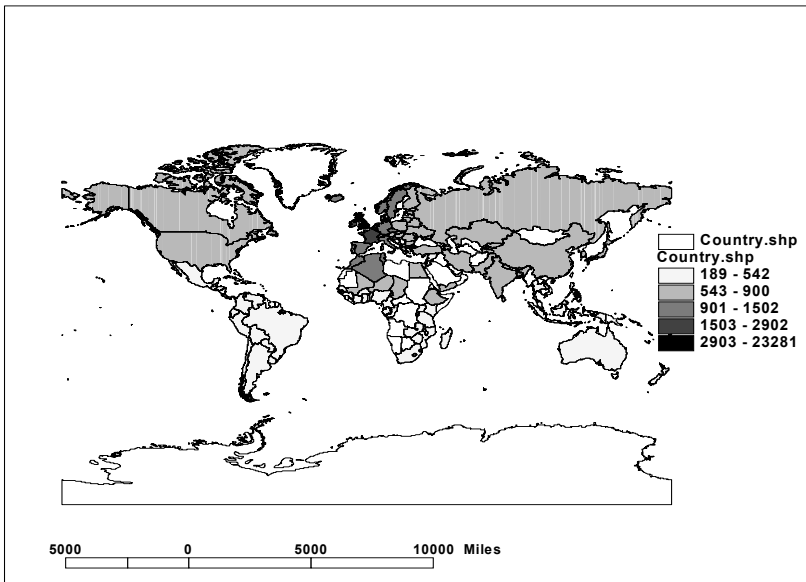 Country.shp
Country.shp
189 - 542
543 - 900
901 - 1502
1503 - 2902
2903 - 23281
5000 0 5000 10000 Miles